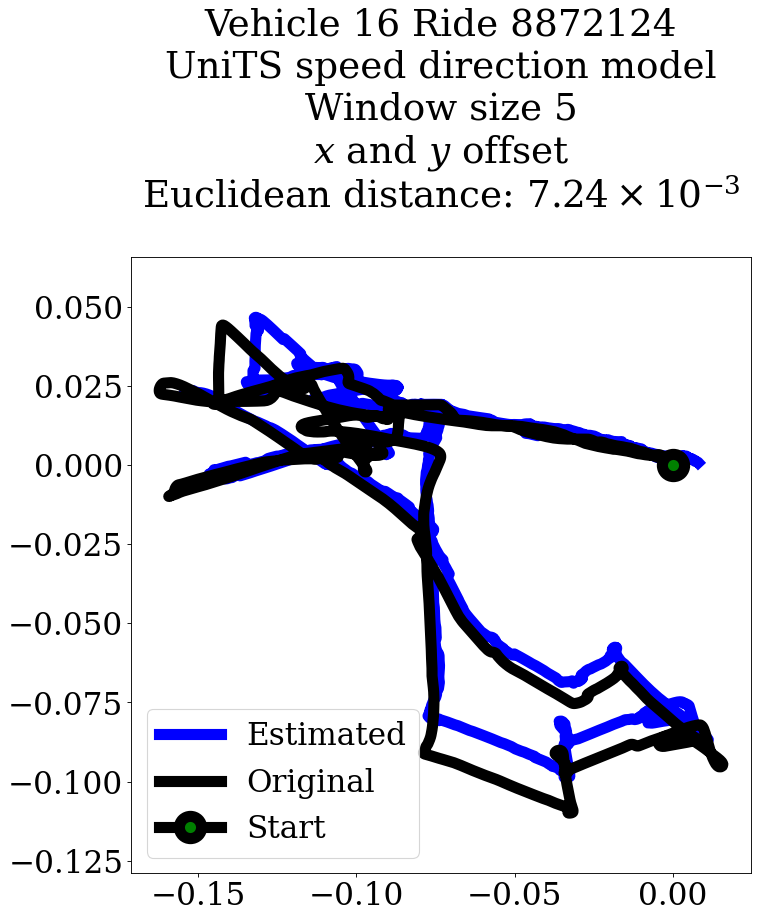 Vehicle 16 Ride 8872124
UniTS speed direction model
Window size 5
x and y offset
Euclidean distance: 7.24 × 10⁻³
0.050
0.025
0.000
−0.025
−0.050
−0.075
−0.100
−0.125
Estimated
Original
Start
−0.15
−0.10
−0.05
0.00